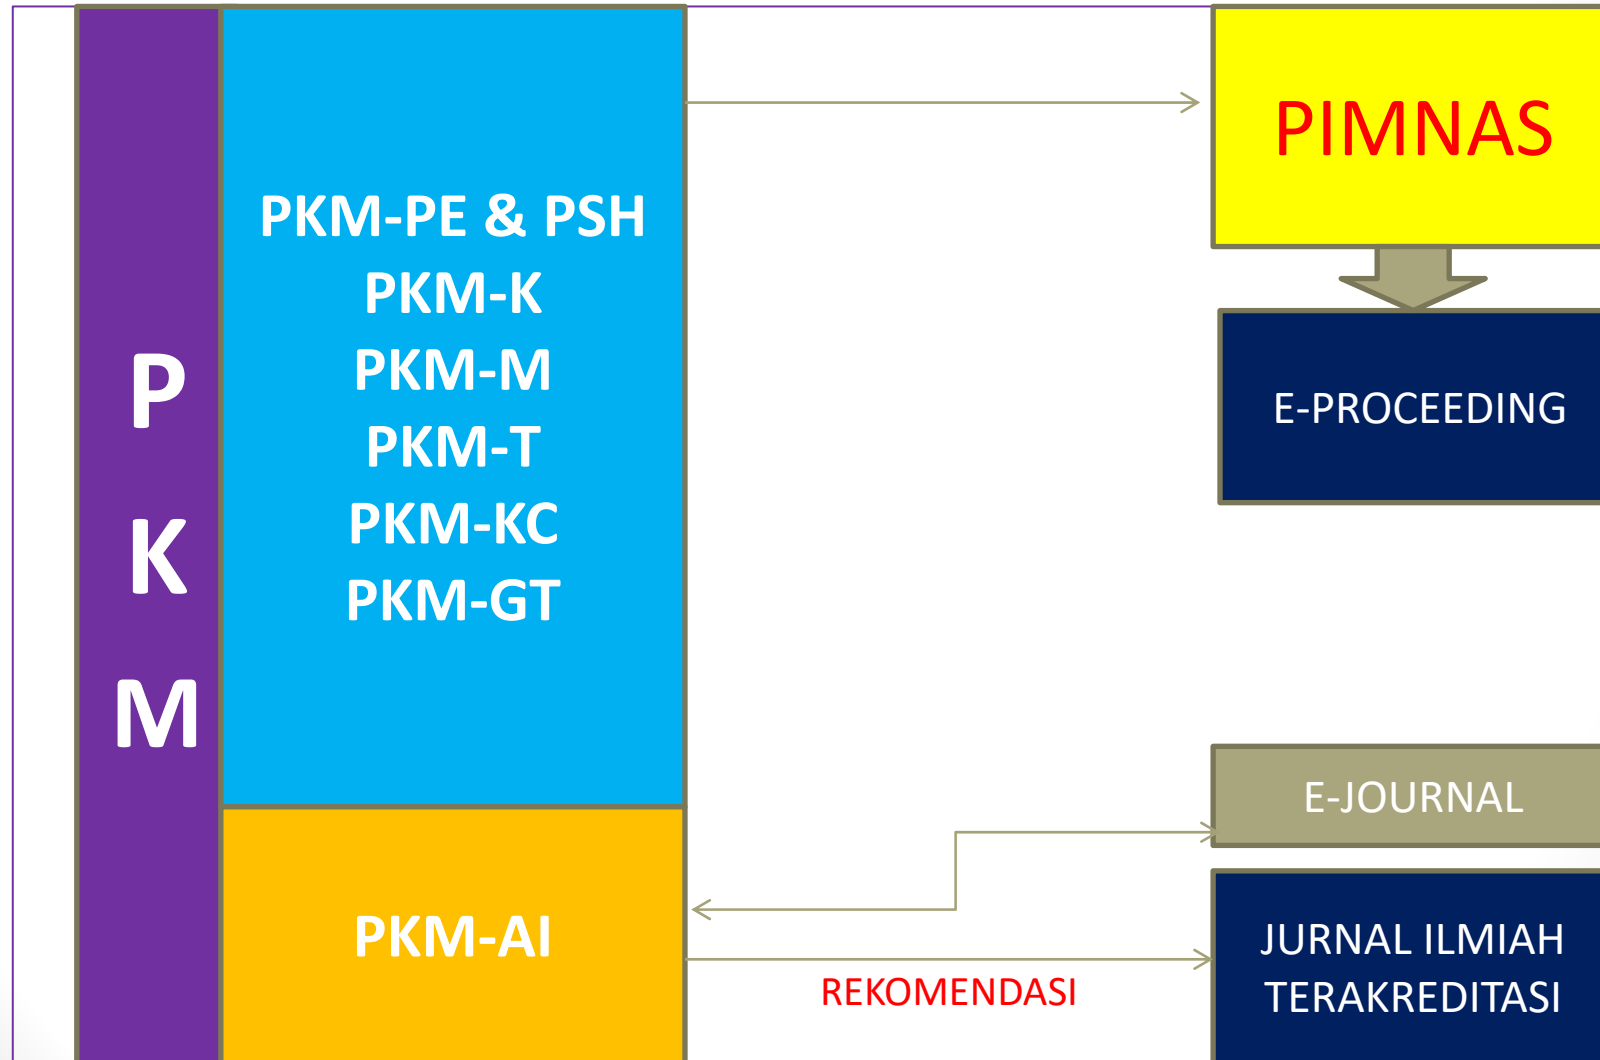 P
K
M
PKM-PE & PSH
PKM-K
PKM-M
PKM-T
PKM-KC
PKM-GT
PKM-AI
PIMNAS
E-PROCEEDING
E-JOURNAL
REKOMENDASI
JURNAL ILMIAH
TERAKREDITASI